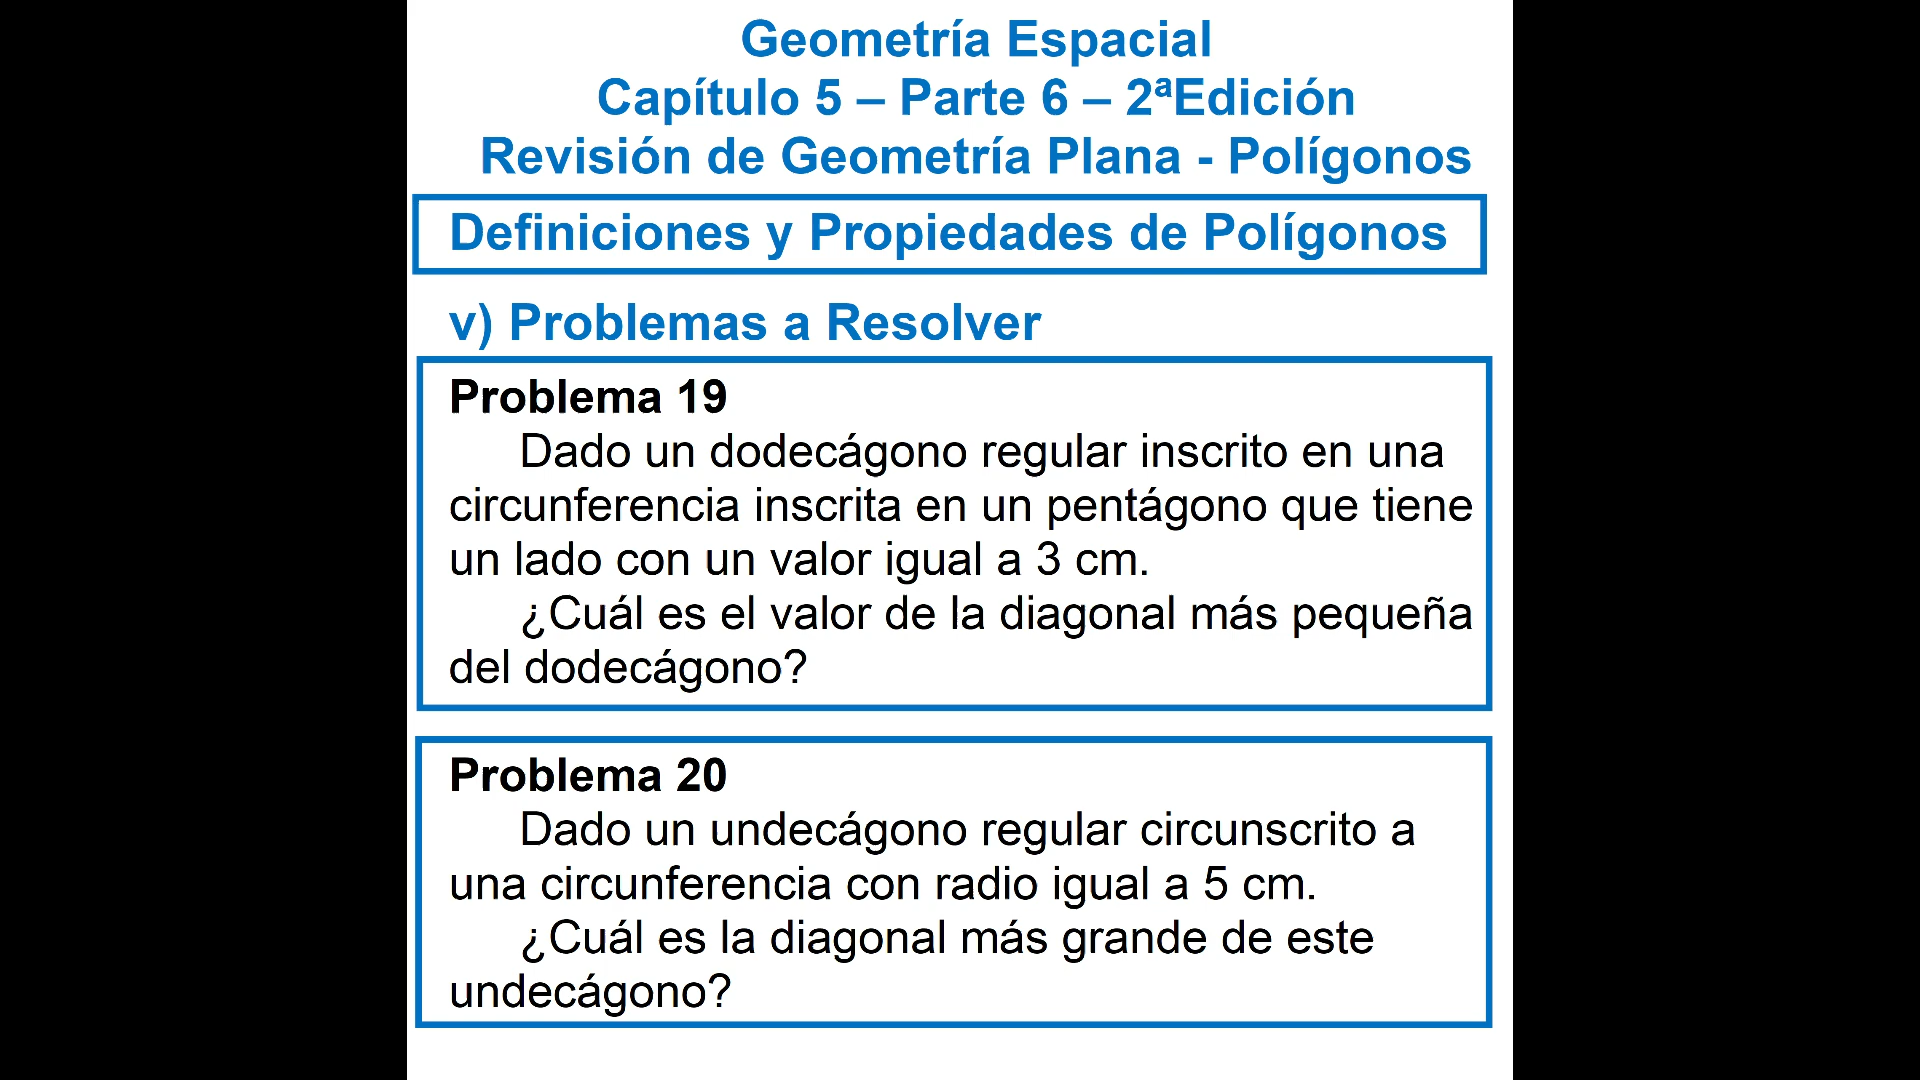 Geometría Espacial
Capítulo 5 – Parte 6 – 2ªEdición
Revisión de Geometría Plana - Polígonos
Definiciones y Propiedades de Polígonos
v) Problemas a Resolver
Problema 19
Dado un dodecágono regular inscrito en una
circunferencia inscrita en un pentágono que tiene
un lado con un valor igual a 3 cm.
¿Cuál es el valor de la diagonal más pequeña
del dodecágono?
Problema 20
Dado un undecágono regular circunscrito a
una circunferencia con radio igual a 5 cm.
¿Cuál es la diagonal más grande de este
undecágono?